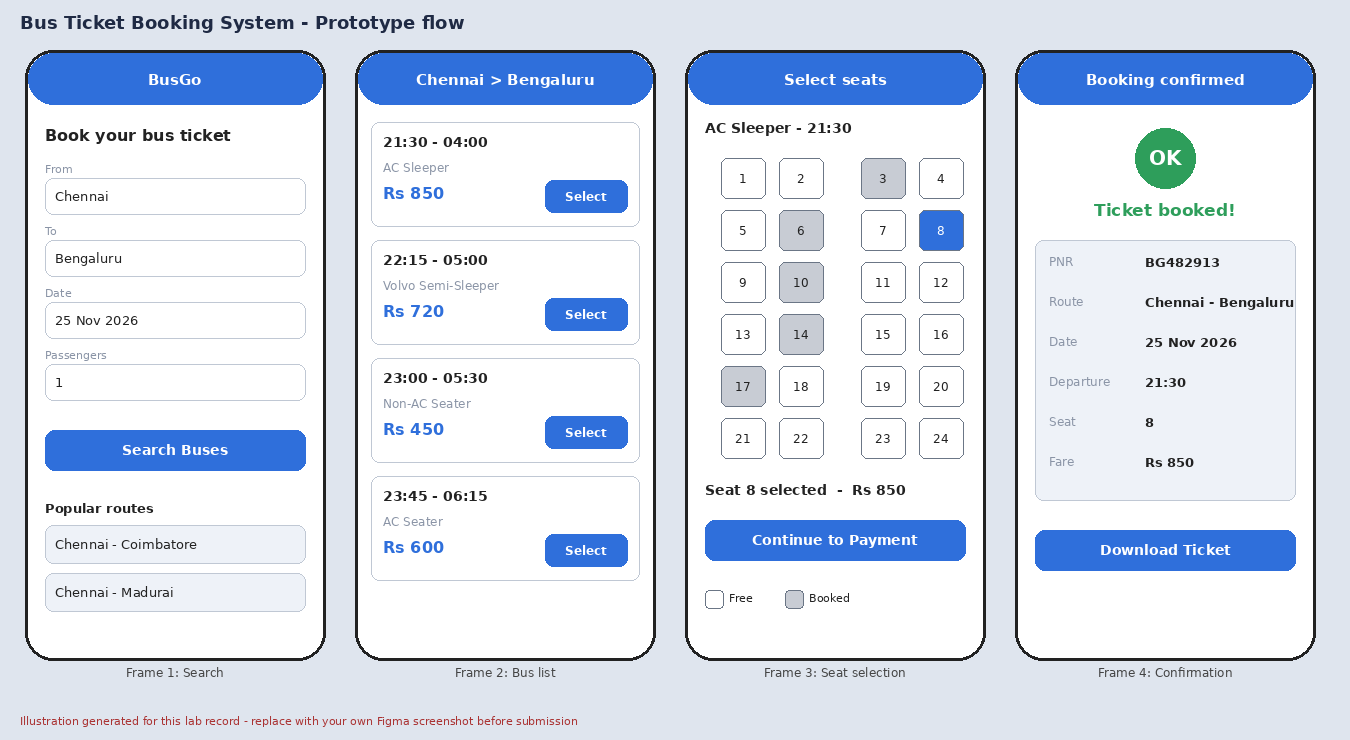 Bus Ticket Booking System - Prototype flow
BusGo
Book your bus ticket
From
Chennai
To
Bengaluru
Date
25 Nov 2026
Passengers
1
Search Buses
Popular routes
Chennai - Coimbatore
Chennai - Madurai
Frame 1: Search
Chennai > Bengaluru
21:30 - 04:00
AC Sleeper
Rs 850
Select
22:15 - 05:00
Volvo Semi-Sleeper
Rs 720
Select
23:00 - 05:30
Non-AC Seater
Rs 450
Select
23:45 - 06:15
AC Seater
Rs 600
Select
Frame 2: Bus list
Select seats
AC Sleeper - 21:30
1 2 3 4
5 6 7 8
9 10 11 12
13 14 15 16
17 18 19 20
21 22 23 24
Seat 8 selected - Rs 850
Continue to Payment
Free Booked
Frame 3: Seat selection
Booking confirmed
OK
Ticket booked!
PNR BG482913
Route Chennai - Bengaluru
Date 25 Nov 2026
Departure 21:30
Seat 8
Fare Rs 850
Download Ticket
Frame 4: Confirmation
Illustration generated for this lab record - replace with your own Figma screenshot before submission